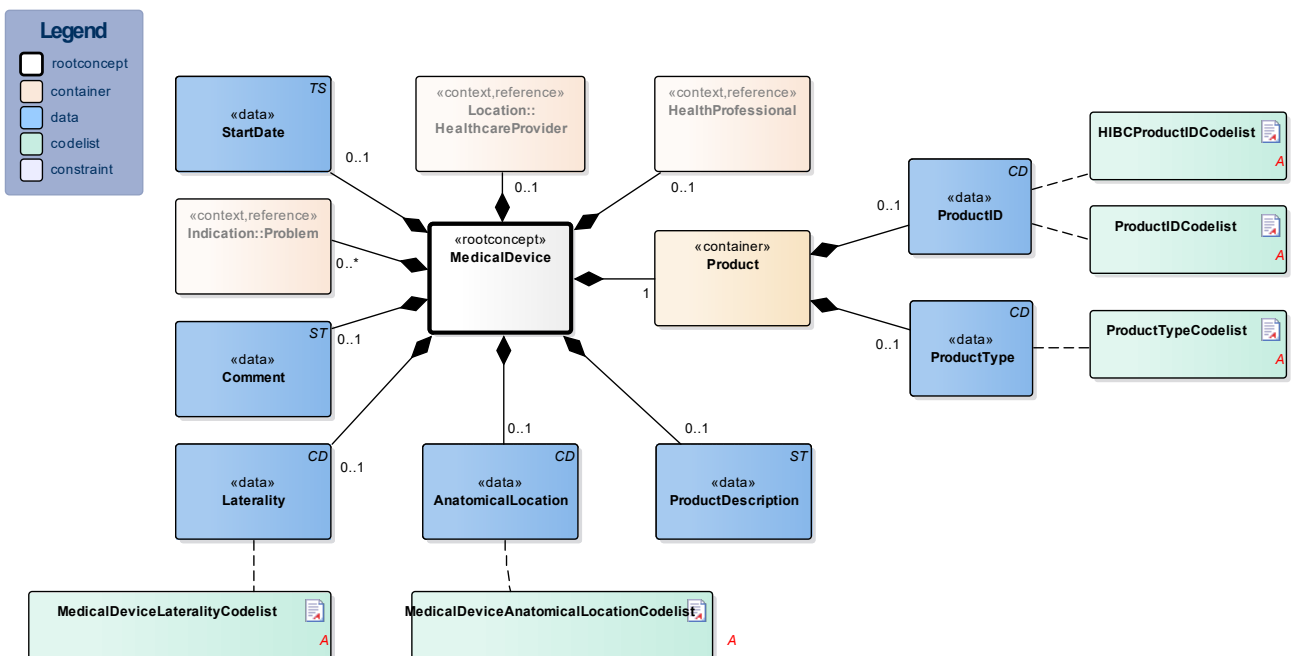 Legend
rootconcept
container
data
codelist
constraint
TS
«data»
StartDate
0..1
«context,reference»
Location::
HealthcareProvider
0..1
«context,reference»
HealthProfessional
0..1
«context,reference»
Indication::Problem
0..*
«rootconcept»
MedicalDevice
«container»
Product
1
CD
«data»
ProductID
0..1
HIBCProductIDCodelist
A
ProductIDCodelist
A
CD
«data»
ProductType
0..1
ProductTypeCodelist
A
ST
«data»
Comment
0..1
CD
«data»
Laterality
0..1
CD
«data»
AnatomicalLocation
0..1
ST
«data»
ProductDescription
0..1
MedicalDeviceLateralityCodelist
A
MedicalDeviceAnatomicalLocationCodelist
A